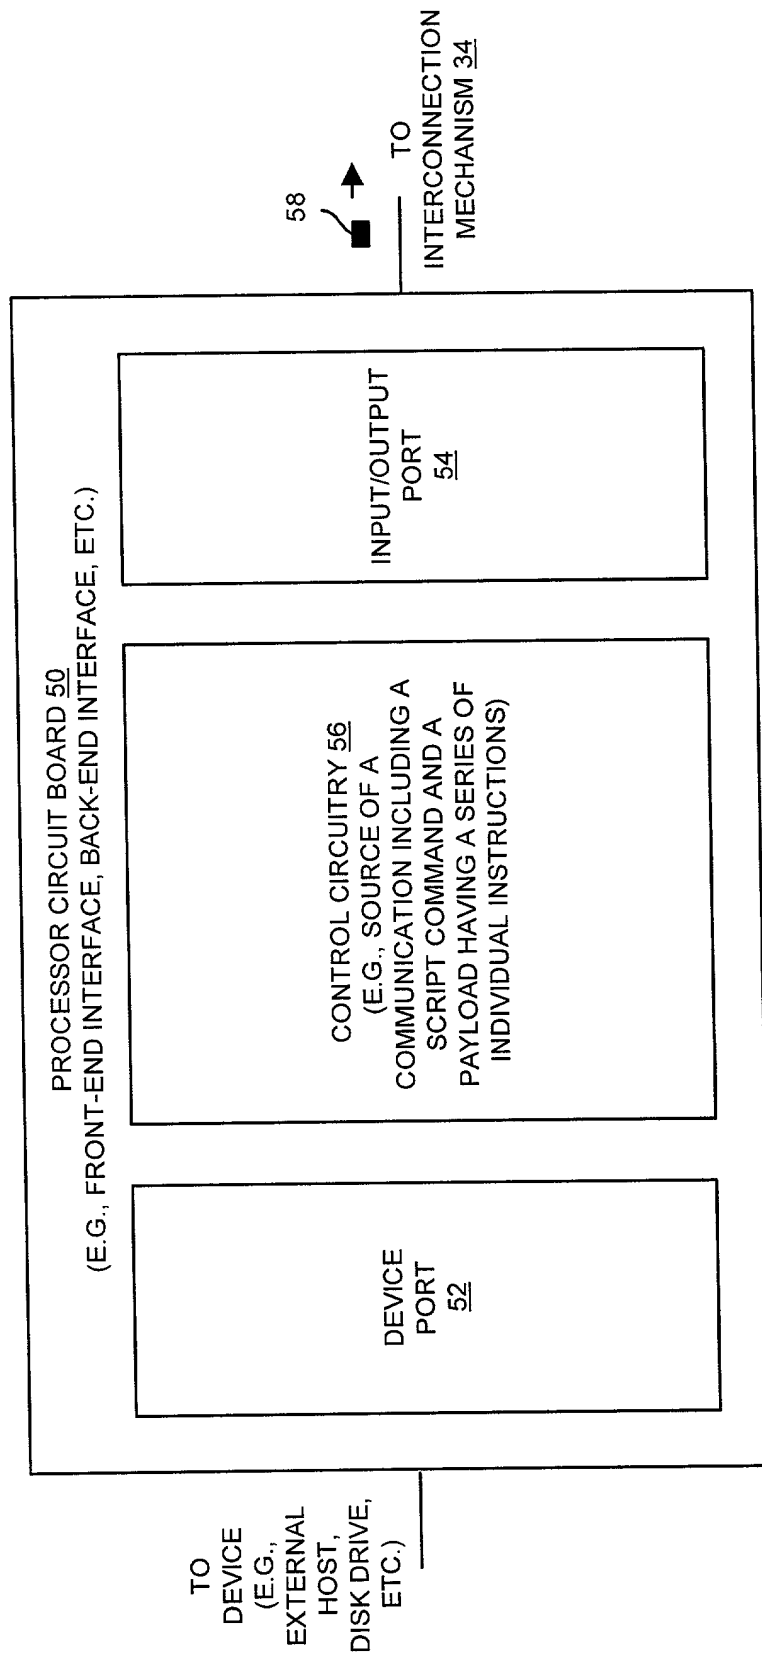 PROCESSOR CIRCUIT BOARD 50
(E.G., FRONT-END INTERFACE, BACK-END INTERFACE, ETC.)
TO
DEVICE
(E.G.,
EXTERNAL
HOST,
DISK DRIVE,
ETC.)
DEVICE
PORT
52
CONTROL CIRCUITRY 56
(E.G., SOURCE OF A
COMMUNICATION INCLUDING A
SCRIPT COMMAND AND A
PAYLOAD HAVING A SERIES OF
INDIVIDUAL INSTRUCTIONS)
INPUT/OUTPUT
PORT
54
58
TO
INTERCONNECTION
MECHANISM 34